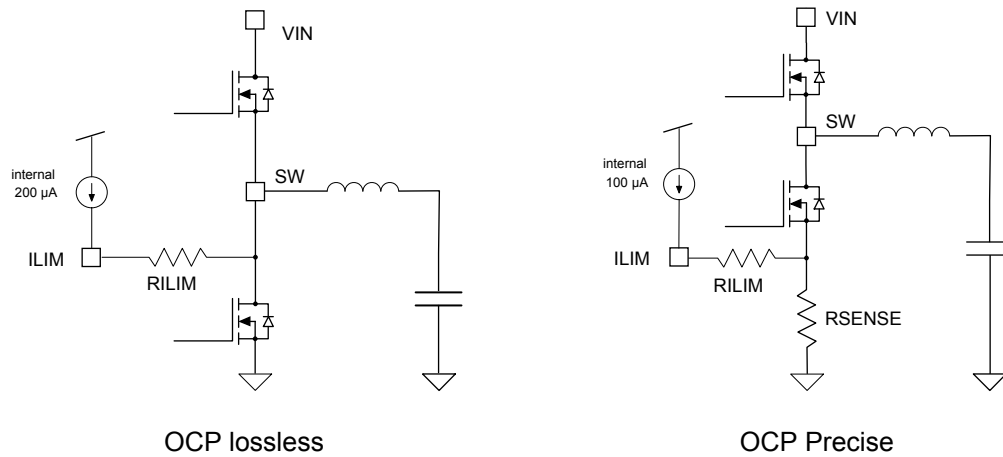 VIN
SW
internal
200 µA
ILIM
RILIM
OCP lossless
VIN
SW
internal
100 µA
ILIM
RILIM
RSENSE
OCP Precise